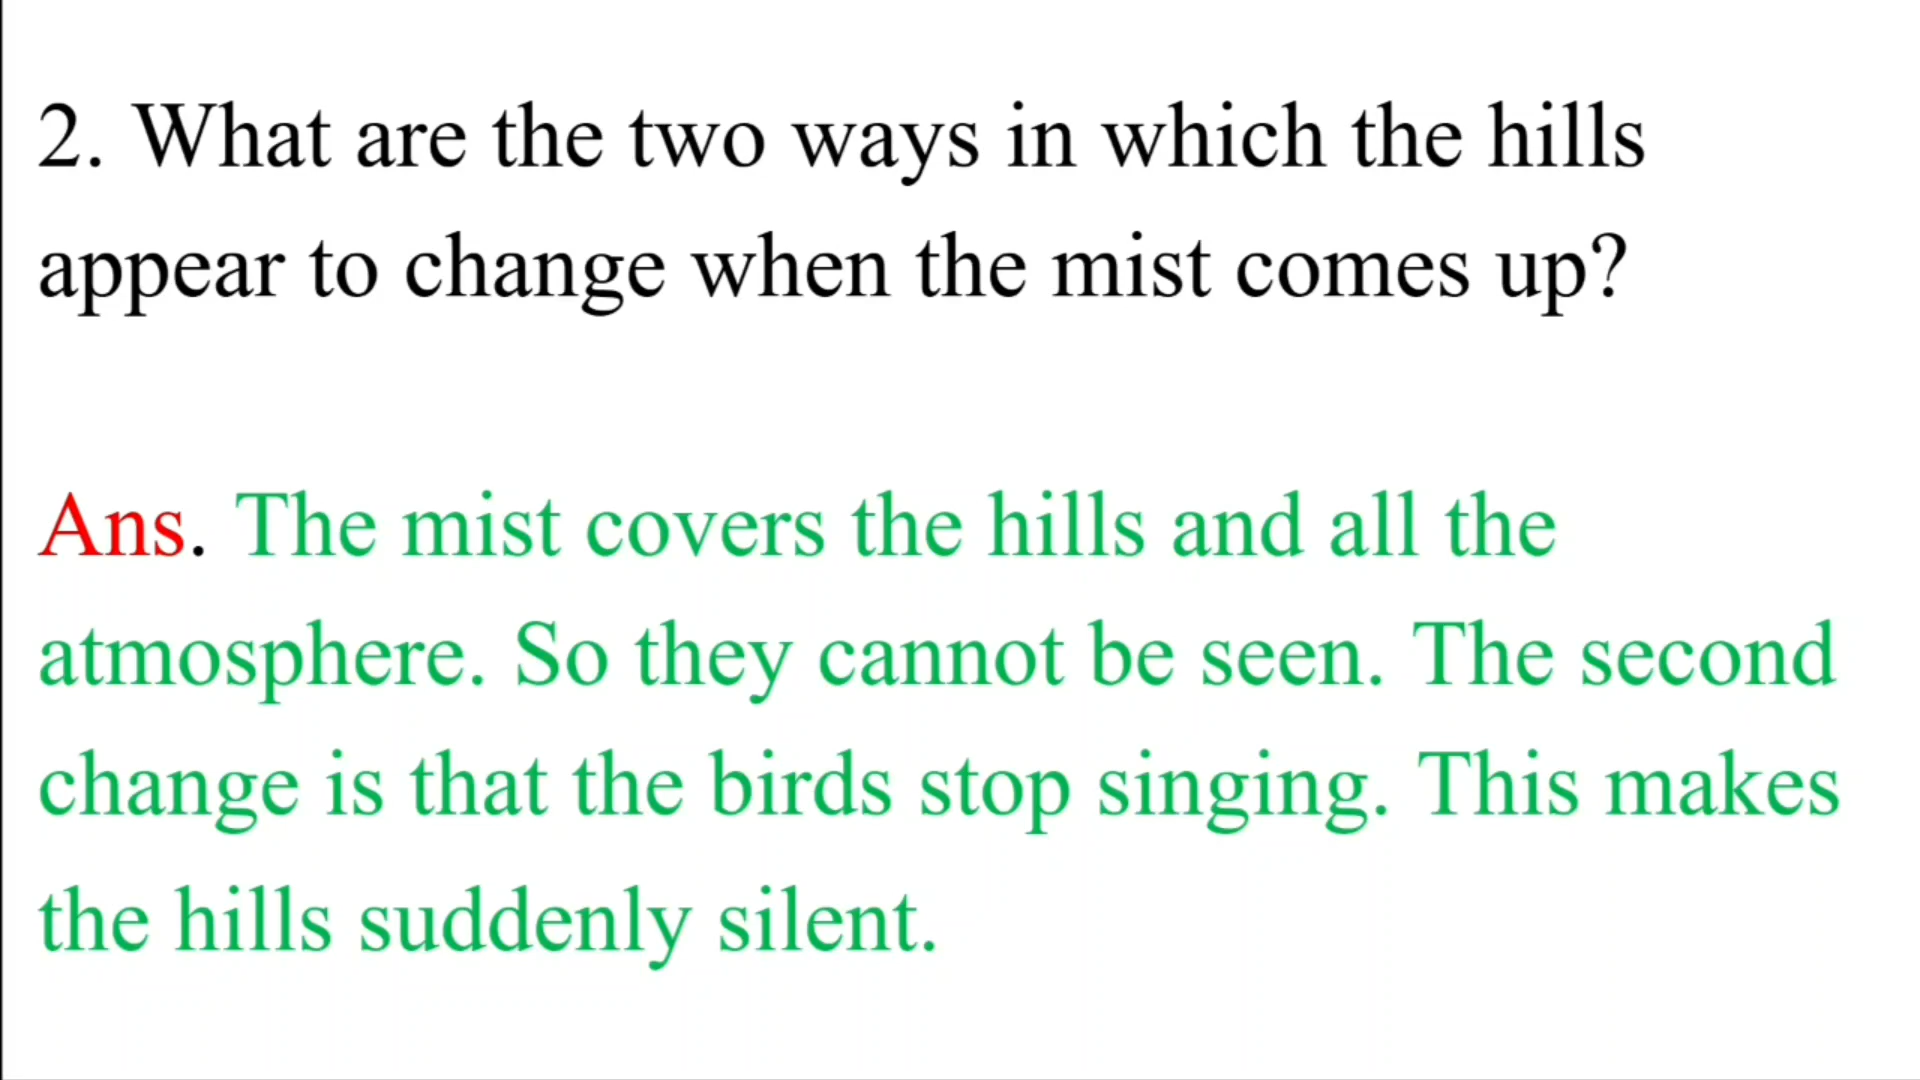 2. What are the two ways in which the hills
appear to change when the mist comes up?
Ans. The mist covers the hills and all the
atmosphere. So they cannot be seen. The second
change is that the birds stop singing. This makes
the hills suddenly silent.